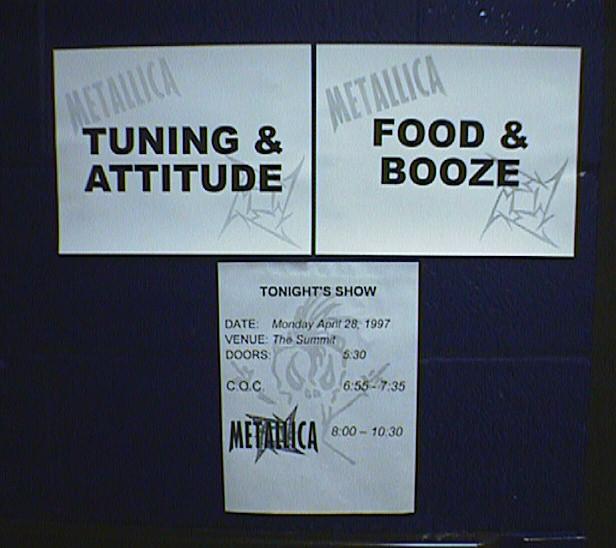 METALLICA
TUNING &
ATTITUDE
METALLICA
FOOD &
BOOZE
TONIGHT'S SHOW
DATE: Monday April 28, 1997
VENUE: The Summit
DOORS: 5:30
C.O.C. 6:55 - 7:35
METALLICA 8:00 – 10:30